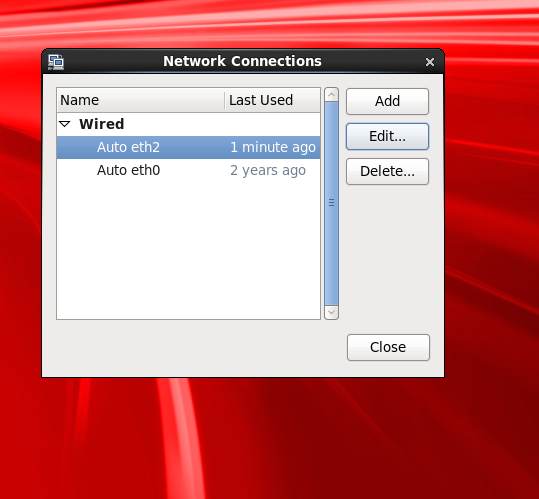 Network Connections
Name Last Used Add
Wired
Edit...
Auto eth2 1 minute ago
Auto eth0 2 years ago Delete...
Close